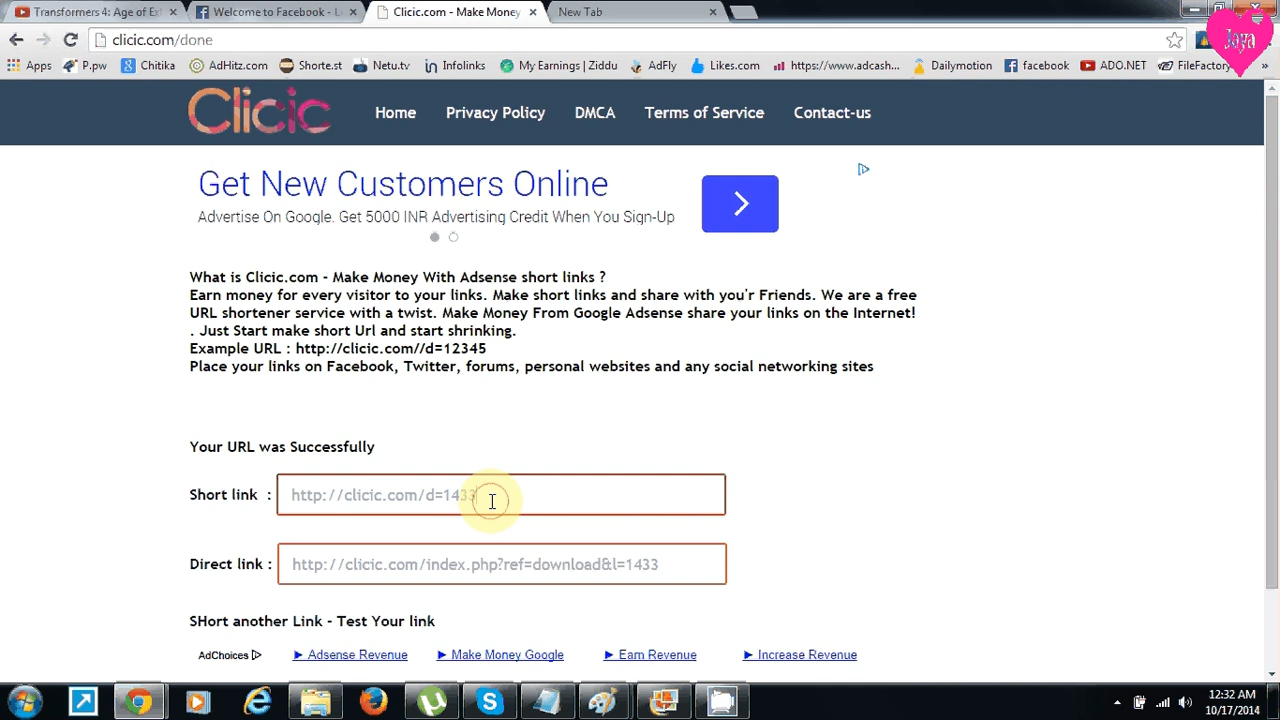 Transformers 4: Age of Ex
Welcome to Facebook - L
Clicic.com - Make Money
New Tab
clicic.com/done
Joya
Apps P.pw Chitika AdHitz.com Shorte.st Netu.tv Infolinks My Earnings | Ziddu AdFly Likes.com https://www.adcash... Dailymotion facebook ADO.NET FileFactory »
Clicic Home Privacy Policy DMCA Terms of Service Contact-us
Get New Customers Online
Advertise On Google. Get 5000 INR Advertising Credit When You Sign-Up
What is Clicic.com - Make Money With Adsense short links ?
Earn money for every visitor to your links. Make short links and share with you'r Friends. We are a free
URL shortener service with a twist. Make Money From Google Adsense share your links on the Internet!
. Just Start make short Url and start shrinking.
Example URL : http://clicic.com//d=12345
Place your links on Facebook, Twitter, forums, personal websites and any social networking sites
Your URL was Successfully
Short link : http://clicic.com/d=1433
Direct link : http://clicic.com/index.php?ref=download&l=1433
SHort another Link - Test Your link
AdChoices ► Adsense Revenue ► Make Money Google ► Earn Revenue ► Increase Revenue
12:32 AM
10/17/2014